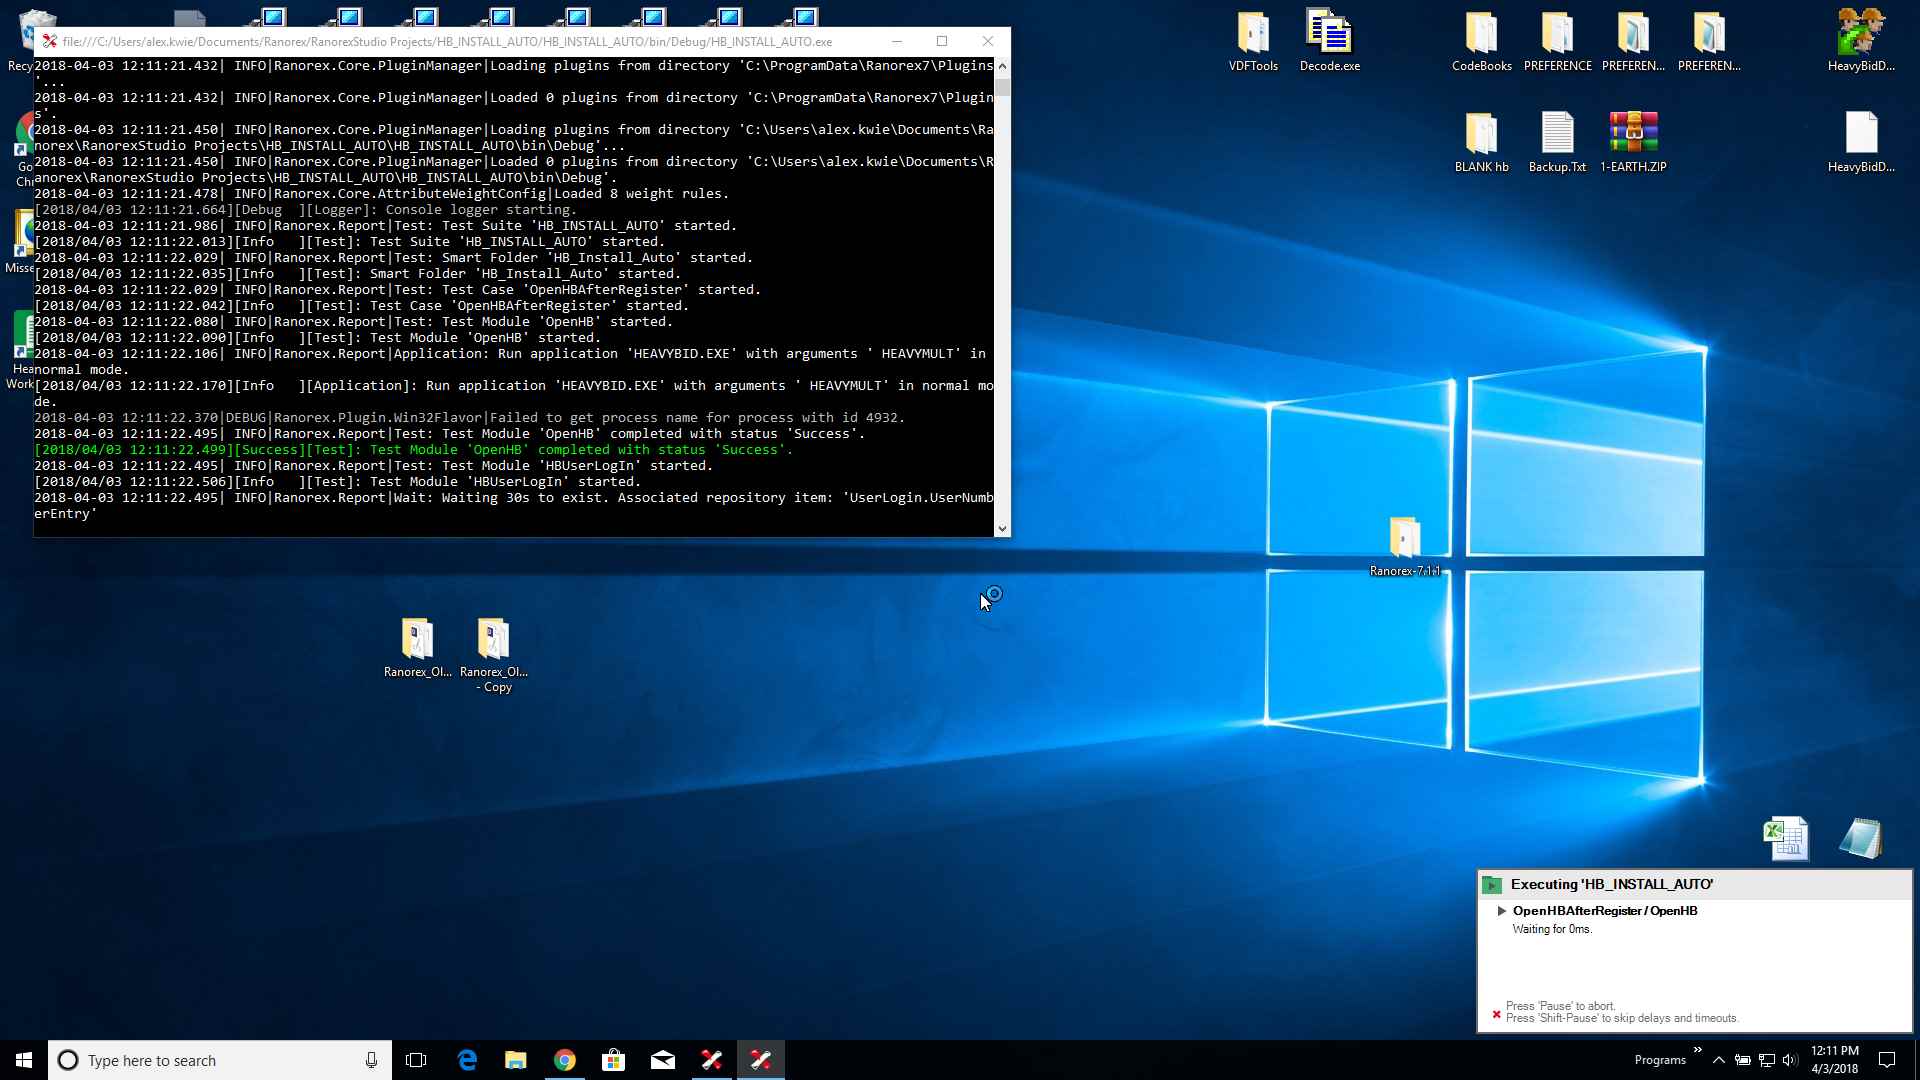 file:///C:/Users/alex.kwie/Documents/Ranorex/RanorexStudio Projects/HB_INSTALL_AUTO/HB_INSTALL_AUTO/bin/Debug/HB_INSTALL_AUTO.exe
2018-04-03 12:11:21.432| INFO|Ranorex.Core.PluginManager|Loading plugins from directory 'C:\ProgramData\Ranorex7\Plugins
'...
2018-04-03 12:11:21.432| INFO|Ranorex.Core.PluginManager|Loaded 0 plugins from directory 'C:\ProgramData\Ranorex7\Plugin
s'.
2018-04-03 12:11:21.450| INFO|Ranorex.Core.PluginManager|Loading plugins from directory 'C:\Users\alex.kwie\Documents\Ra
norex\RanorexStudio Projects\HB_INSTALL_AUTO\HB_INSTALL_AUTO\bin\Debug'...
2018-04-03 12:11:21.450| INFO|Ranorex.Core.PluginManager|Loaded 0 plugins from directory 'C:\Users\alex.kwie\Documents\R
anorex\RanorexStudio Projects\HB_INSTALL_AUTO\HB_INSTALL_AUTO\bin\Debug'.
2018-04-03 12:11:21.478| INFO|Ranorex.Core.AttributeWeightConfig|Loaded 8 weight rules.
[2018/04/03 12:11:21.664][Debug  ][Logger]: Console logger starting.
2018-04-03 12:11:21.986| INFO|Ranorex.Report|Test: Test Suite 'HB_INSTALL_AUTO' started.
[2018/04/03 12:11:22.013][Info   ][Test]: Test Suite 'HB_INSTALL_AUTO' started.
2018-04-03 12:11:22.029| INFO|Ranorex.Report|Test: Smart Folder 'HB_Install_Auto' started.
[2018/04/03 12:11:22.035][Info   ][Test]: Smart Folder 'HB_Install_Auto' started.
2018-04-03 12:11:22.029| INFO|Ranorex.Report|Test: Test Case 'OpenHBAfterRegister' started.
[2018/04/03 12:11:22.042][Info   ][Test]: Test Case 'OpenHBAfterRegister' started.
2018-04-03 12:11:22.080| INFO|Ranorex.Report|Test: Test Module 'OpenHB' started.
[2018/04/03 12:11:22.090][Info   ][Test]: Test Module 'OpenHB' started.
2018-04-03 12:11:22.106| INFO|Ranorex.Report|Application: Run application 'HEAVYBID.EXE' with arguments ' HEAVYMULT' in
normal mode.
[2018/04/03 12:11:22.170][Info   ][Application]: Run application 'HEAVYBID.EXE' with arguments ' HEAVYMULT' in normal mo
de.
2018-04-03 12:11:22.370|DEBUG|Ranorex.Plugin.Win32Flavor|Failed to get process name for process with id 4932.
2018-04-03 12:11:22.495| INFO|Ranorex.Report|Test: Test Module 'OpenHB' completed with status 'Success'.
[2018/04/03 12:11:22.499][Success][Test]: Test Module 'OpenHB' completed with status 'Success'.
2018-04-03 12:11:22.495| INFO|Ranorex.Report|Test: Test Module 'HBUserLogIn' started.
[2018/04/03 12:11:22.506][Info   ][Test]: Test Module 'HBUserLogIn' started.
2018-04-03 12:11:22.495| INFO|Ranorex.Report|Wait: Waiting 30s to exist. Associated repository item: 'UserLogin.UserNumb
erEntry'
Recy
Go
Ch
Misse
Hea
Work
VDFTools
Decode.exe
CodeBooks
PREFERENCE
PREFEREN...
PREFEREN...
HeavyBidD...
BLANK hb
Backup.Txt
1-EARTH.ZIP
HeavyBidD...
Ranorex-7.1.1
Ranorex_Ol...
Ranorex_Ol...
- Copy
Executing 'HB_INSTALL_AUTO'
OpenHBAfterRegister / OpenHB
Waiting for 0ms.
Press 'Pause' to abort.
Press 'Shift-Pause' to skip delays and timeouts.
Type here to search
Programs
12:11 PM
4/3/2018